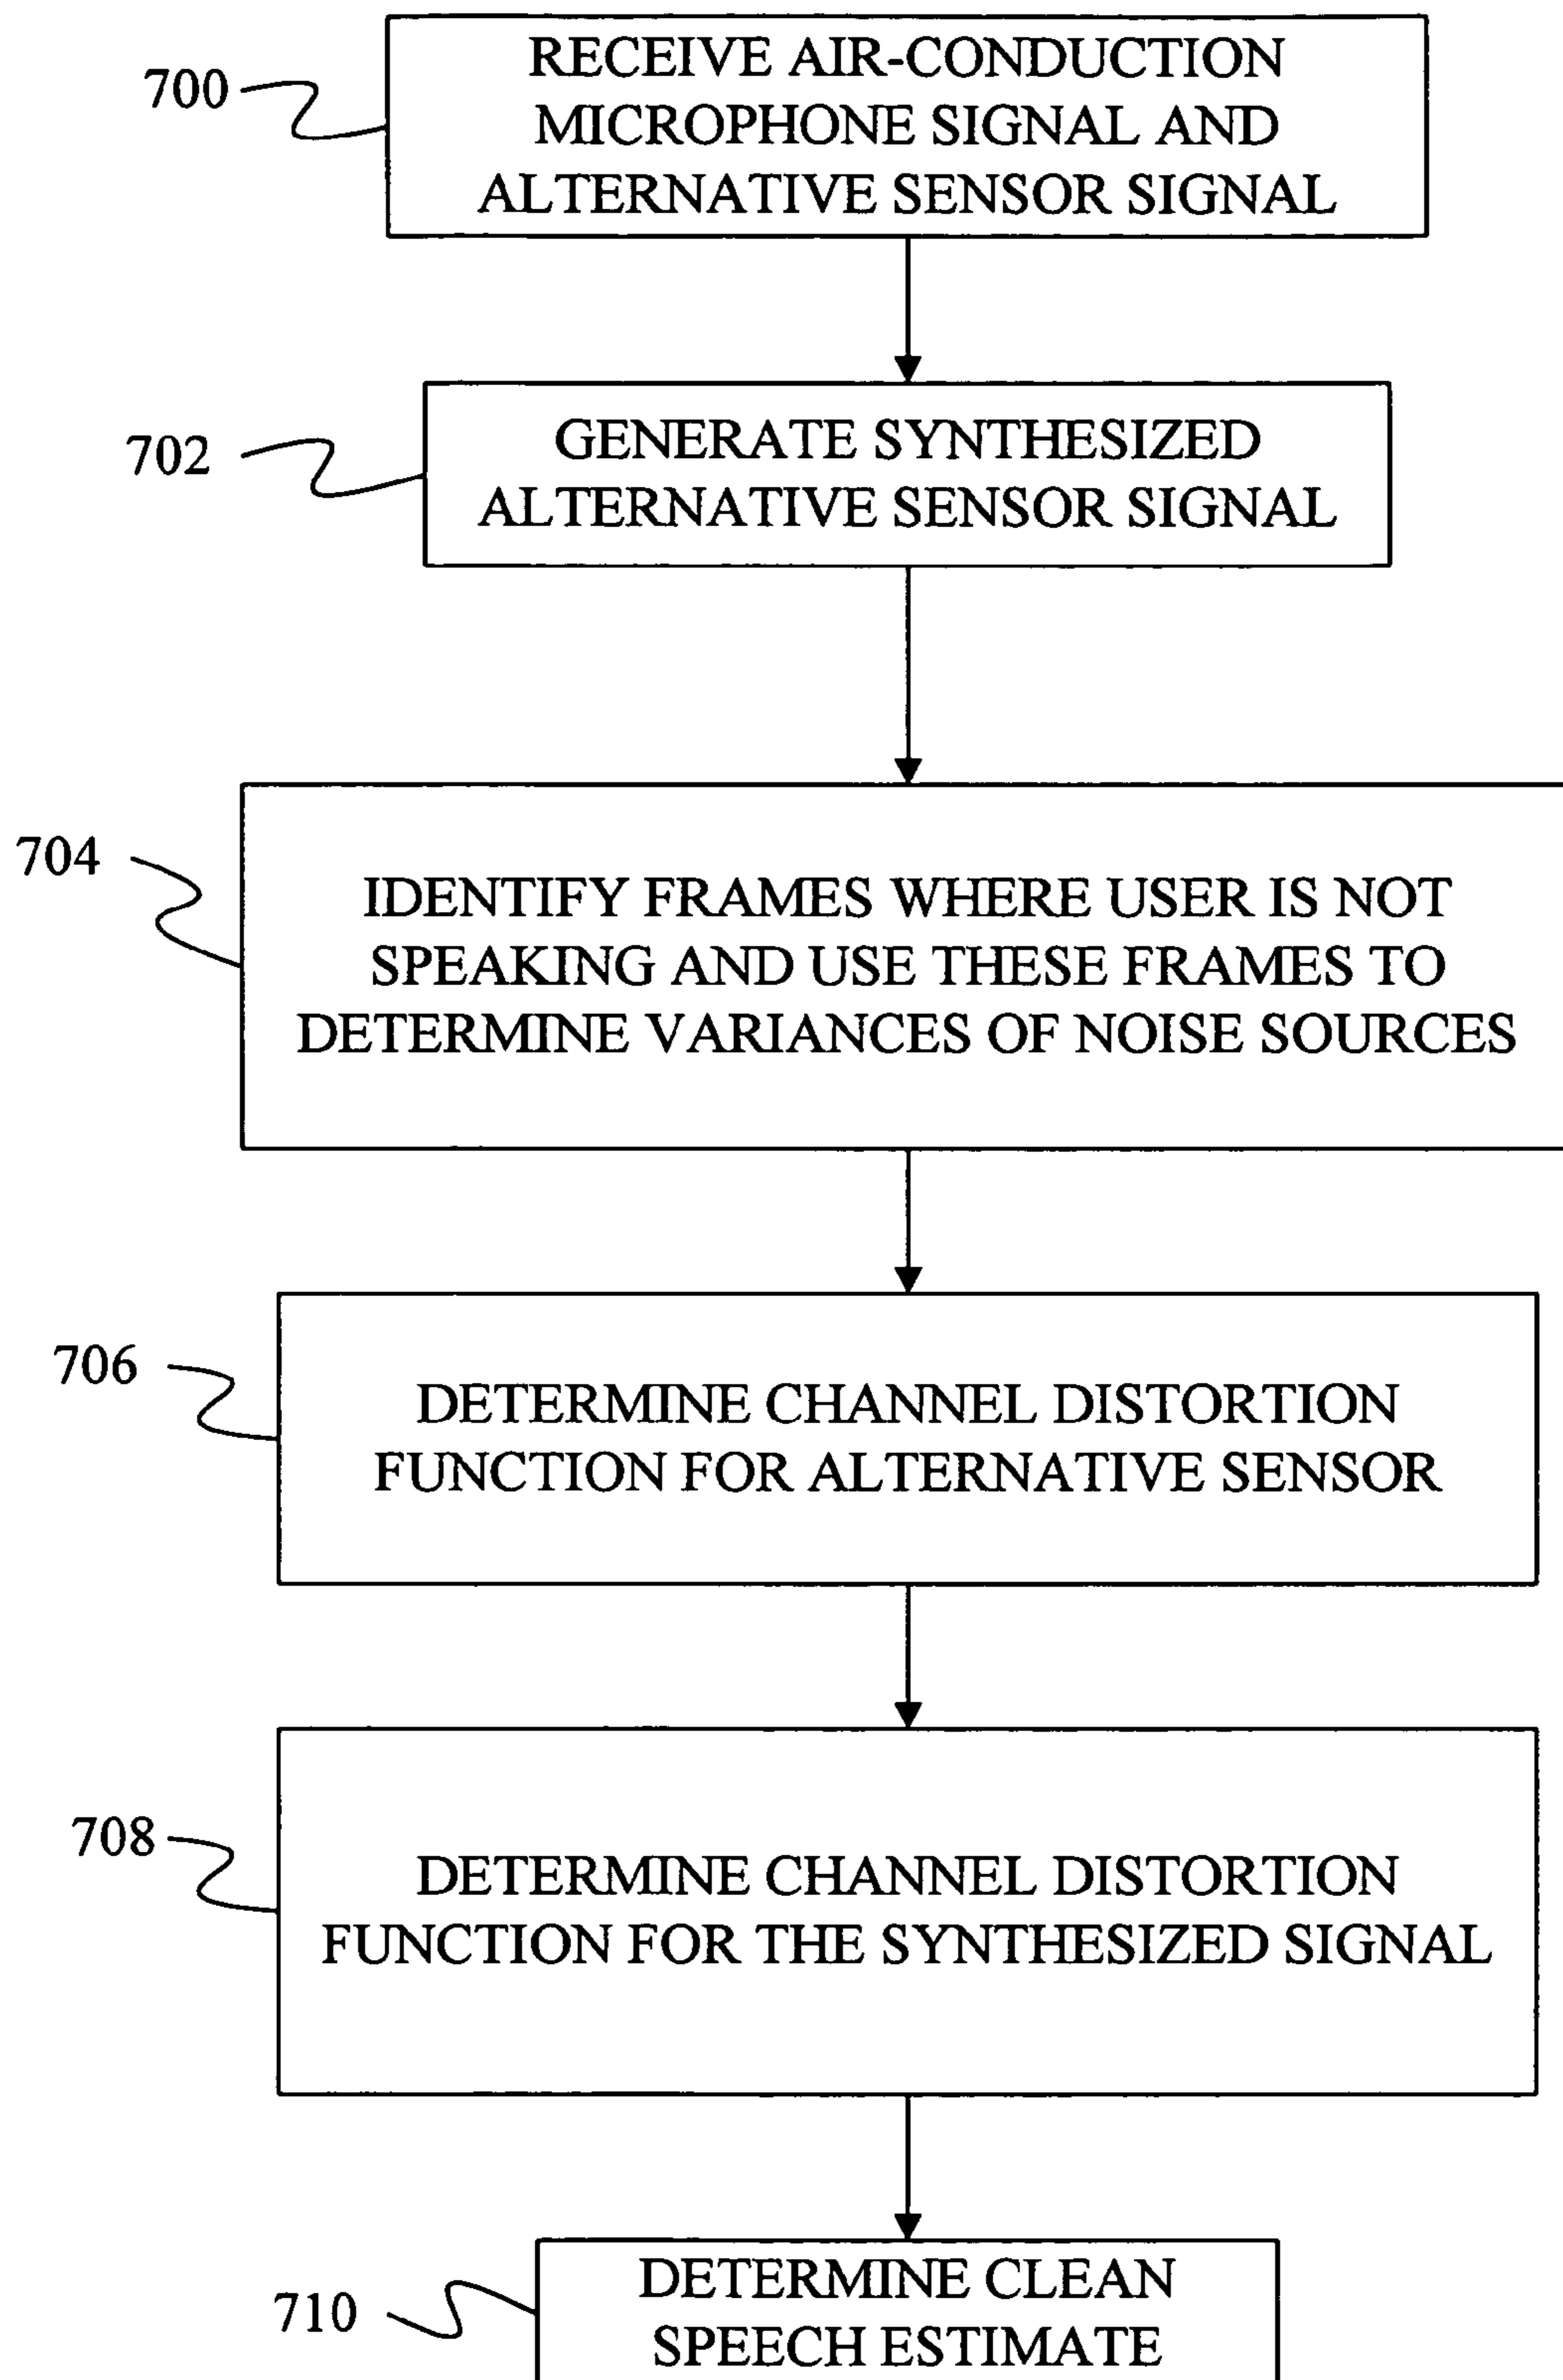 700
RECEIVE AIR-CONDUCTION
MICROPHONE SIGNAL AND
ALTERNATIVE SENSOR SIGNAL
702
GENERATE SYNTHESIZED
ALTERNATIVE SENSOR SIGNAL
704
IDENTIFY FRAMES WHERE USER IS NOT
SPEAKING AND USE THESE FRAMES TO
DETERMINE VARIANCES OF NOISE SOURCES
706
DETERMINE CHANNEL DISTORTION
FUNCTION FOR ALTERNATIVE SENSOR
708
DETERMINE CHANNEL DISTORTION
FUNCTION FOR THE SYNTHESIZED SIGNAL
710
DETERMINE CLEAN
SPEECH ESTIMATE